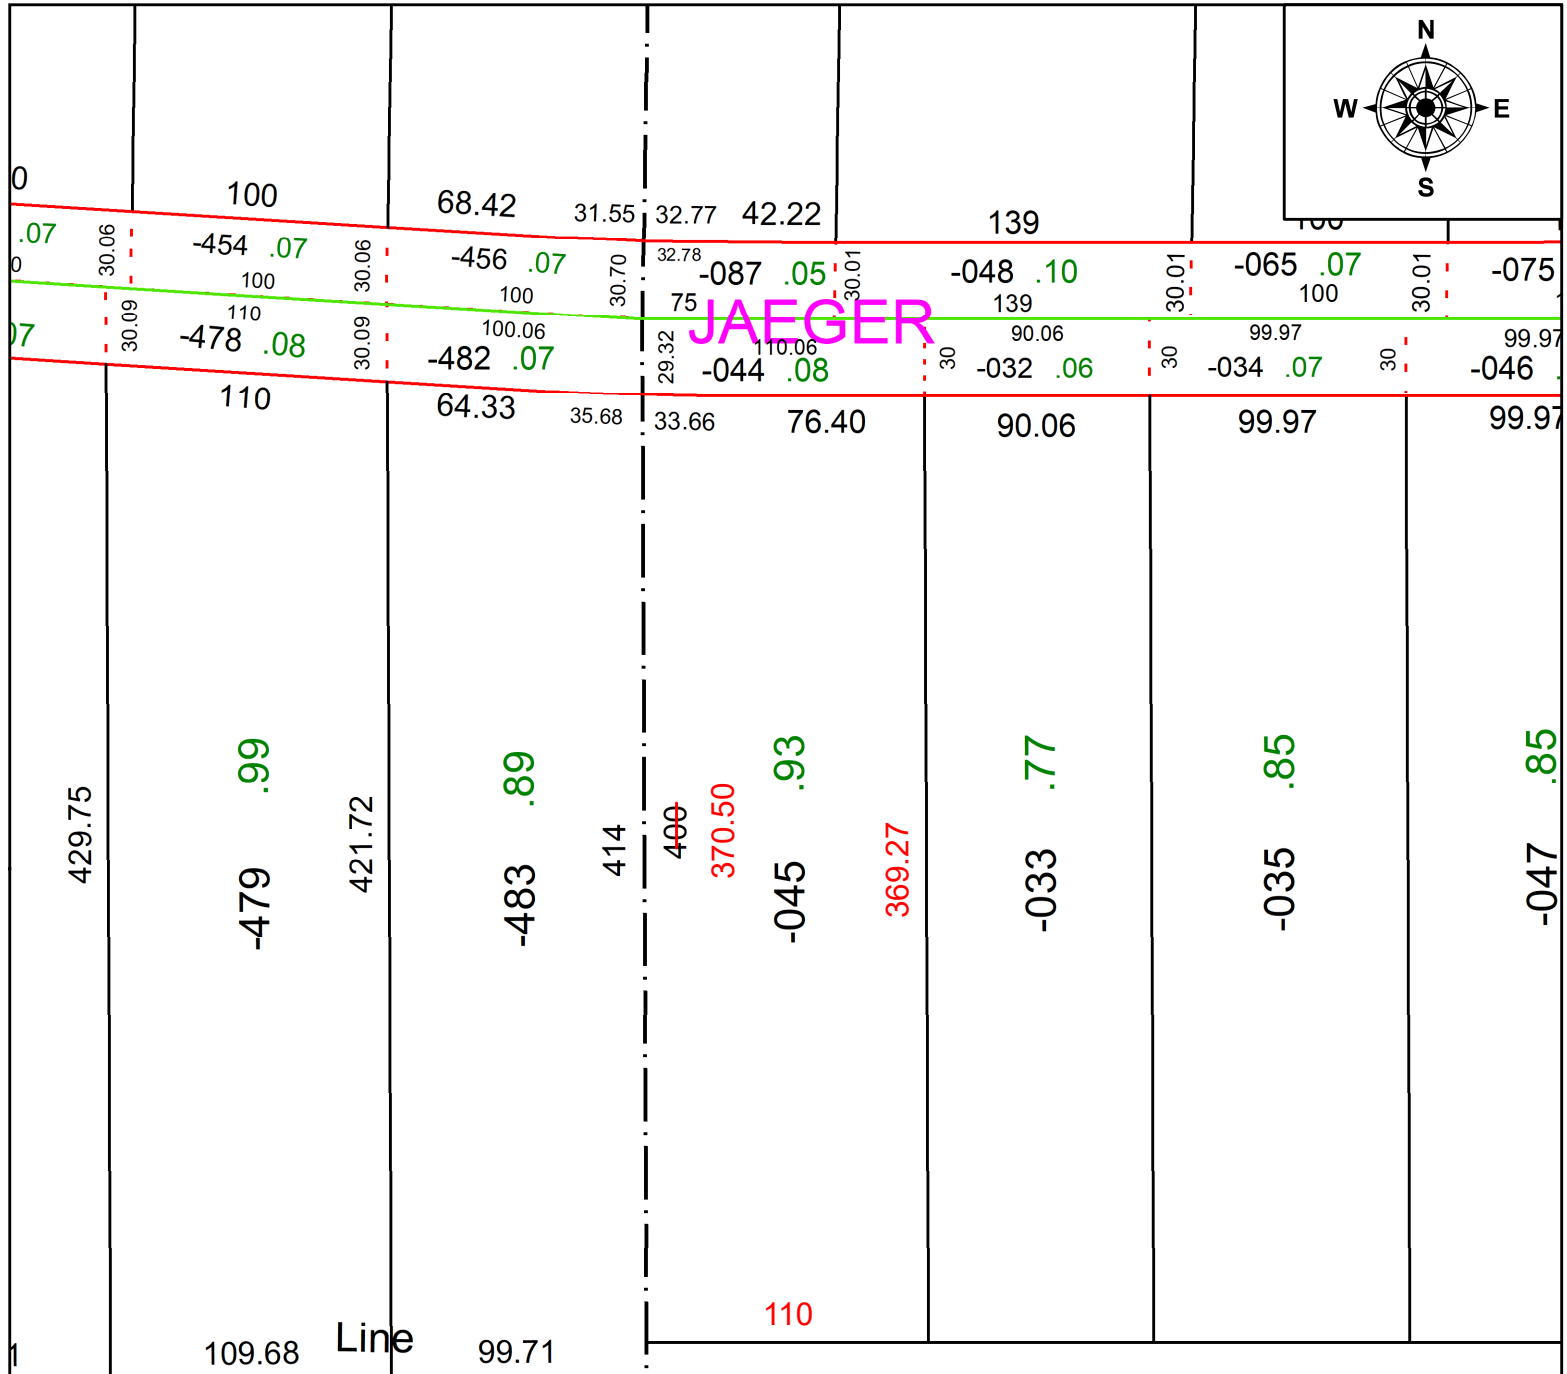 N
W E
S
0 100 68.42 31.55 32.77 42.22 139
.07 30.06 -454 .07 30.06 -456 .07 30.70 32.78 -087 .05 30.01 -048 .10 30.01 -065 .07 30.01 -075
0 100 100 75 139 100
JAEGER
07 30.09 110 30.09 100.06 29.32 110.06 30 90.06 30 99.97 30 99.97
-478 .08 -482 .07 -044 .08 -032 .06 -034 .07 -046
110 64.33 35.68 33.66 76.40 90.06 99.97 99.97
.99 .89 .93 .77 .85 .85
429.75 421.72 414 400 370.50 369.27
-479 -483 -045 -033 -035 -047
110
1 109.68 Line 99.71